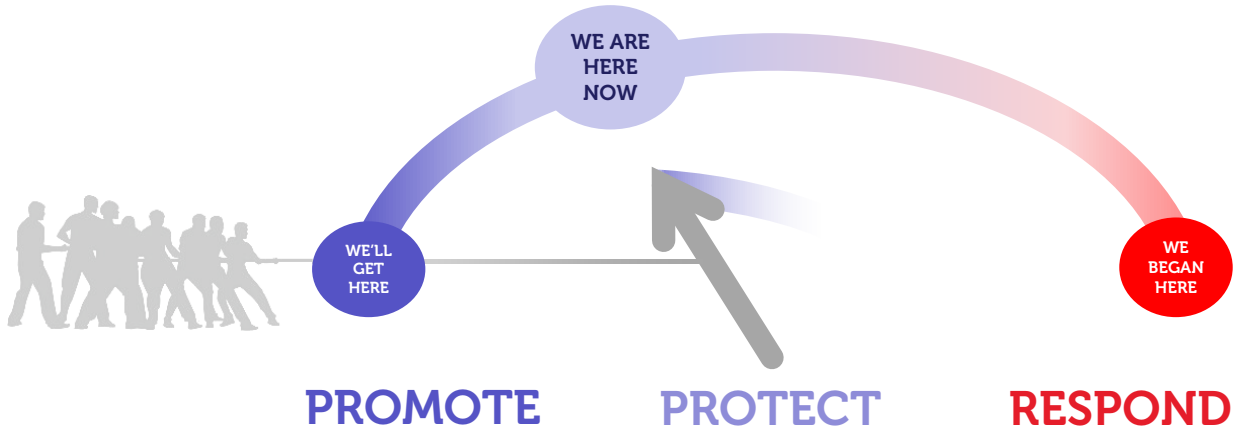 WE ARE
HERE
NOW
WE'LL
GET
HERE
WE
BEGAN
HERE
PROMOTE
PROTECT
RESPOND